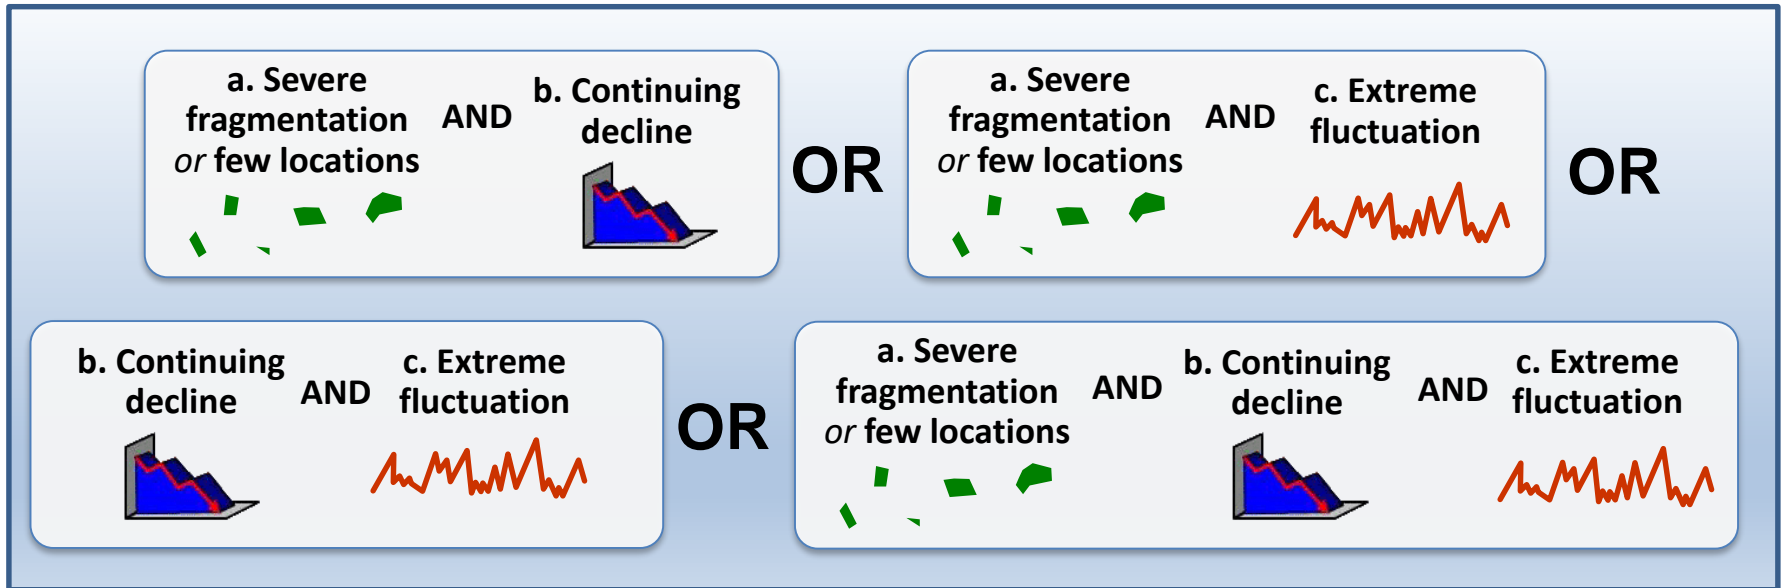 a. Severe
fragmentation
or few locations
AND
b. Continuing
decline
OR
a. Severe
fragmentation
or few locations
AND
c. Extreme
fluctuation
OR
b. Continuing
decline
AND
c. Extreme
fluctuation
OR
a. Severe
fragmentation
or few locations
AND
b. Continuing
decline
AND
c. Extreme
fluctuation